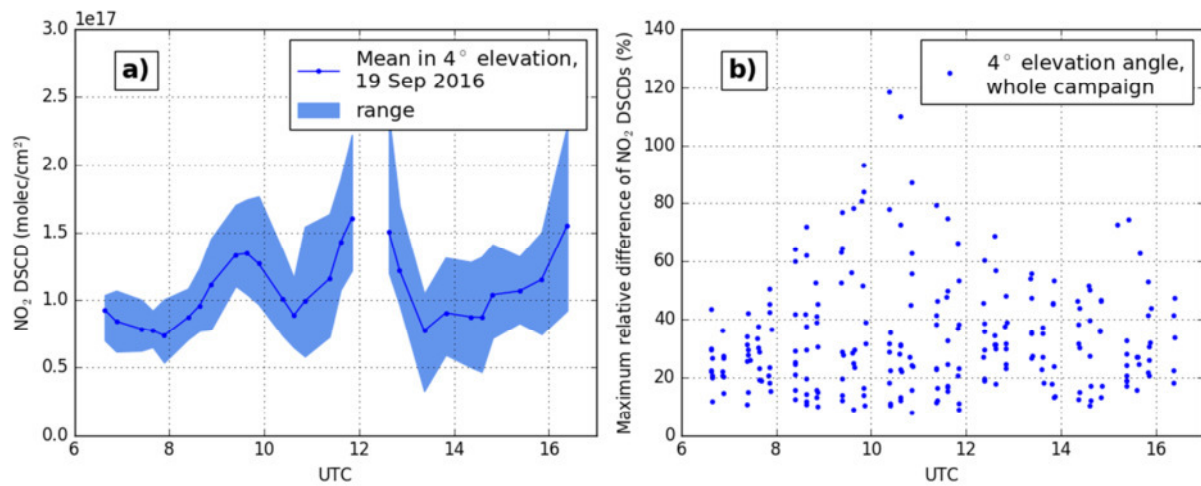 1e17
3.0
2.5
2.0
1.5
1.0
0.5
0.0
NO₂ DSCD (molec/cm²)
a)
Mean in 4° elevation,
19 Sep 2016
range
6 8 10 12 14 16
UTC
140
120
100
80
60
40
20
0
Maximum relative difference of NO₂ DSCDs (%)
b)
4° elevation angle,
whole campaign
6 8 10 12 14 16
UTC